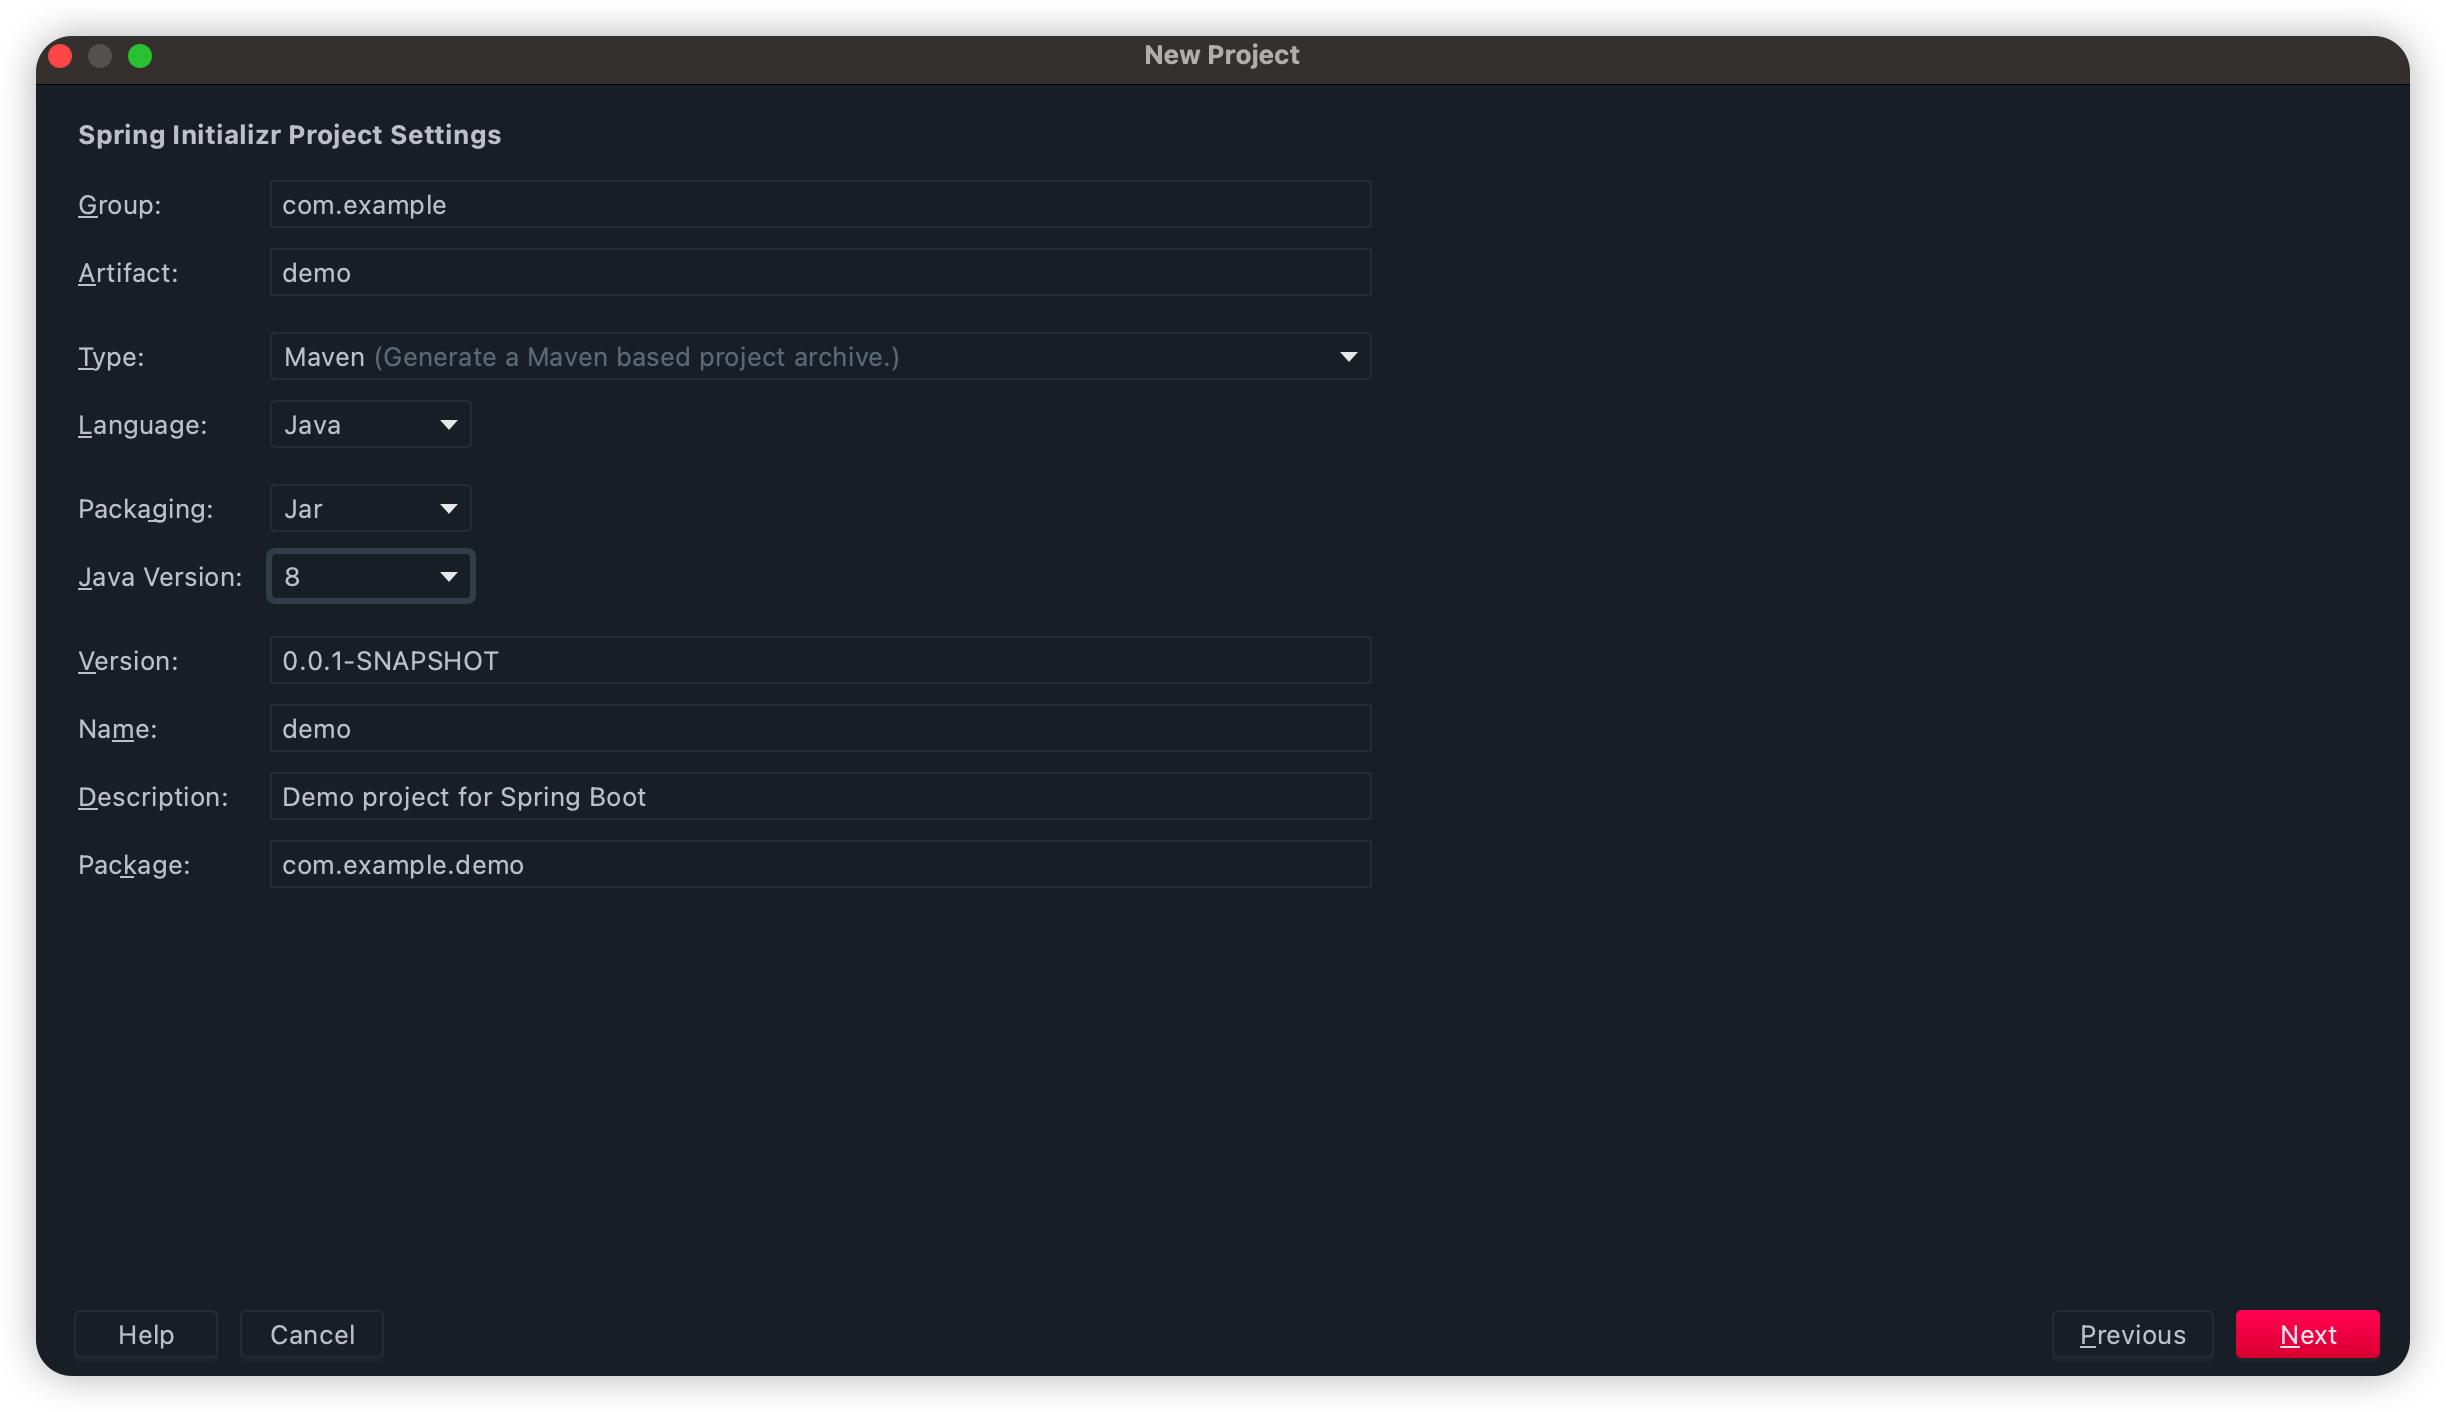 New Project
Spring Initializr Project Settings
Group: com.example
Artifact: demo
Type: Maven (Generate a Maven based project archive.)
Language: Java
Packaging: Jar
Java Version: 8
Version: 0.0.1-SNAPSHOT
Name: demo
Description: Demo project for Spring Boot
Package: com.example.demo
Help Cancel Previous Next